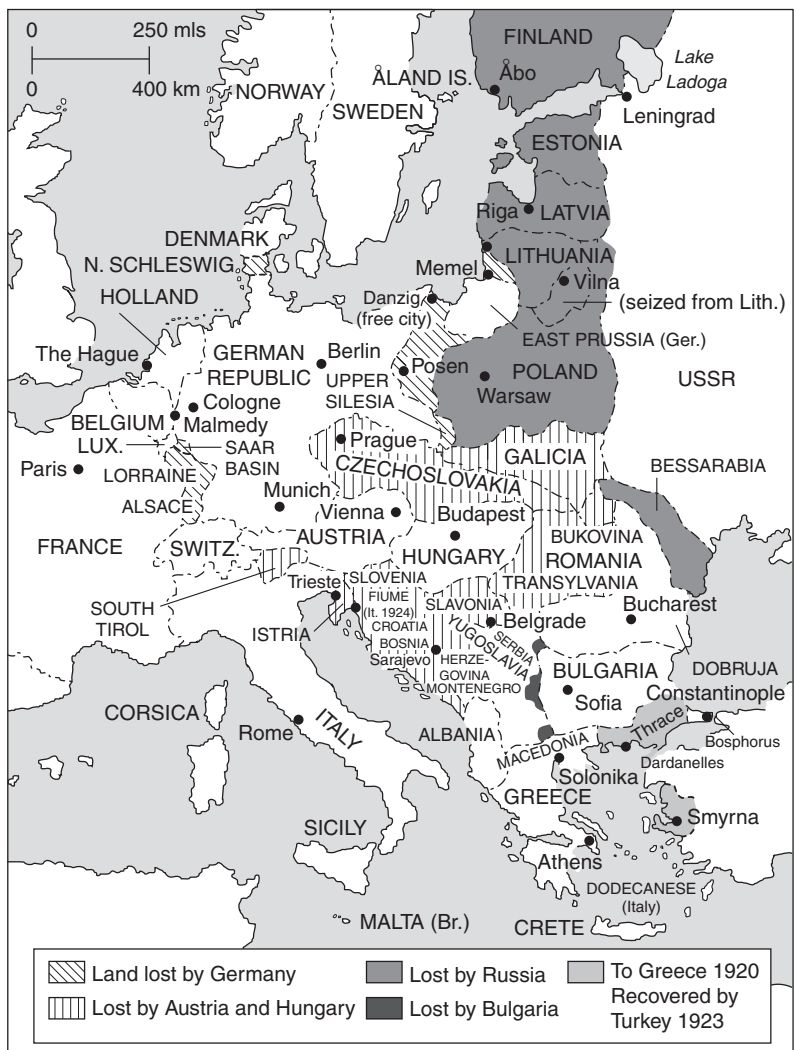 0 250 mls
0 400 km
FINLAND
Lake
Ladoga
ÅLAND IS.
Åbo
NORWAY
SWEDEN
Leningrad
ESTONIA
Riga
LATVIA
DENMARK
LITHUANIA
N. SCHLESWIG
Memel
Vilna
HOLLAND
Danzig
(free city)
(seized from Lith.)
EAST PRUSSIA (Ger.)
The Hague
GERMAN
REPUBLIC
Berlin
Posen
POLAND
USSR
UPPER
SILESIA
Warsaw
Cologne
BELGIUM
Malmedy
LUX.
Prague
SAAR
BASIN
GALICIA
BESSARABIA
Paris
LORRAINE
CZECHOSLOVAKIA
ALSACE
Munich
Vienna
Budapest
BUKOVINA
FRANCE
SWITZ.
AUSTRIA
HUNGARY
ROMANIA
TRANSYLVANIA
SOUTH
TIROL
Trieste
SLOVENIA
FIUME
(It. 1924)
CROATIA
SLAVONIA
Bucharest
ISTRIA
BOSNIA
Sarajevo
HERZE-
GOVINA
MONTENEGRO
YUGOSLAVIA
SERBIA
Belgrade
BULGARIA
Sofia
DOBRUJA
Constantinople
CORSICA
Rome
ITALY
ALBANIA
MACEDONIA
Thrace
Bosphorus
Dardanelles
Solonika
GREECE
Smyrna
SICILY
Athens
DODECANESE
(Italy)
MALTA (Br.)
CRETE
Land lost by Germany
Lost by Austria and Hungary
Lost by Russia
Lost by Bulgaria
To Greece 1920
Recovered by
Turkey 1923